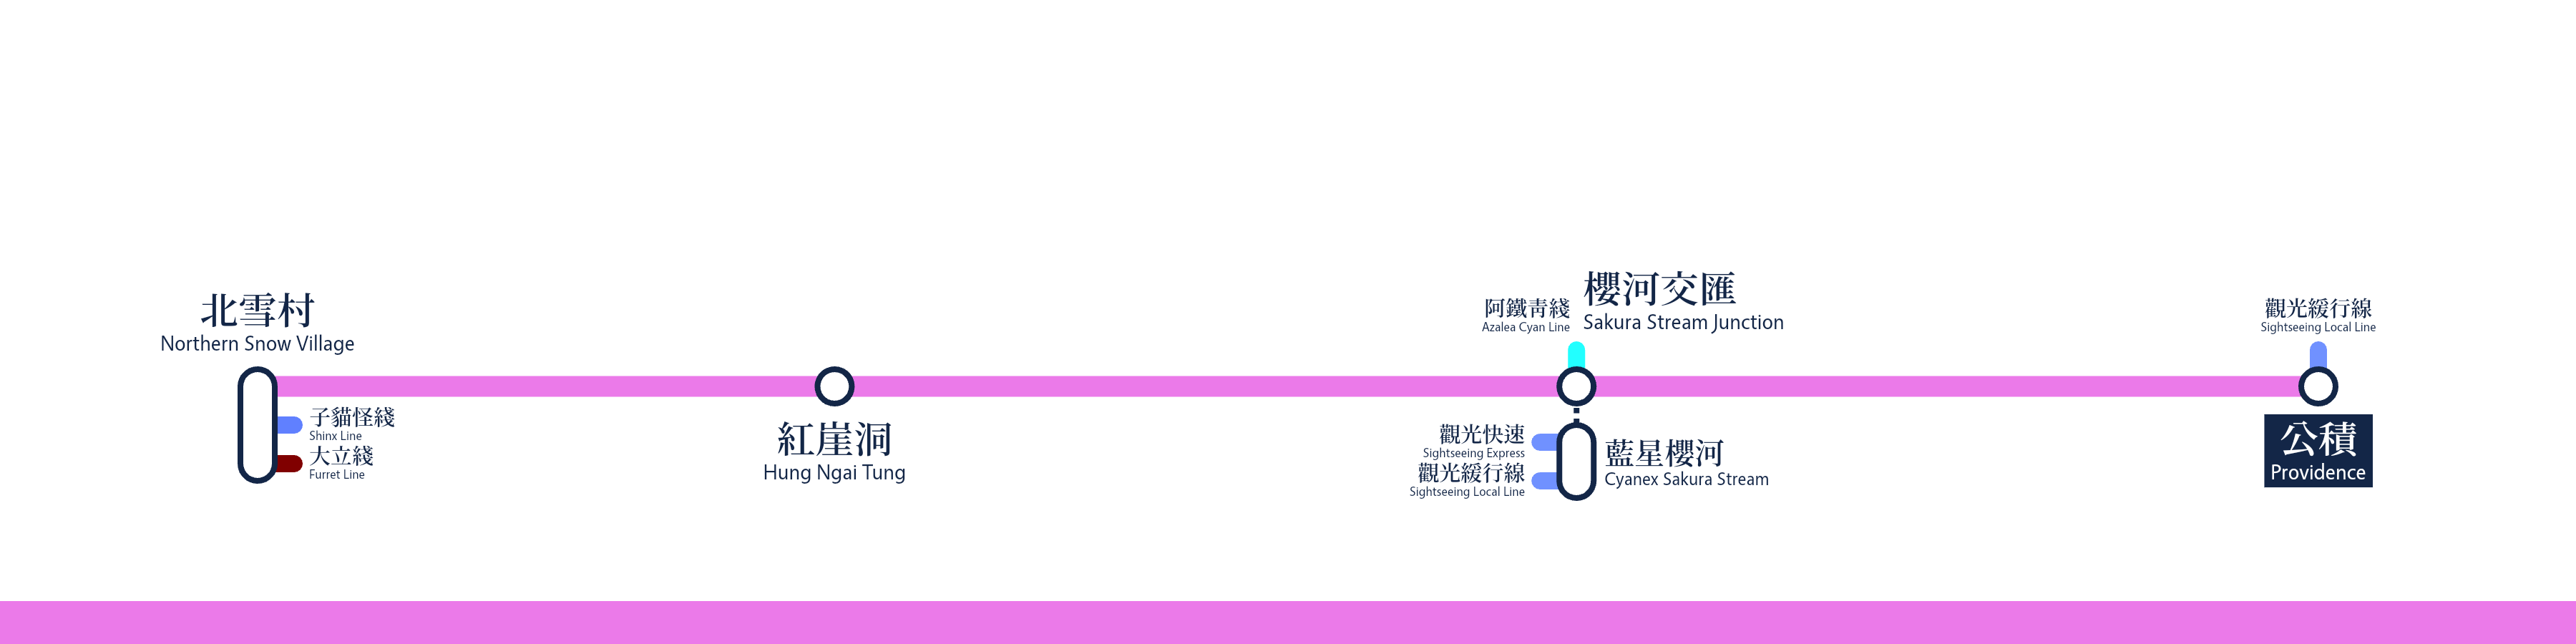 北雪村
Northern Snow Village
子貓怪綫
Shinx Line
大立綫
Furret Line
紅崖洞
Hung Ngai Tung
阿鐵青綫
Azalea Cyan Line
櫻河交匯
Sakura Stream Junction
觀光快速
Sightseeing Express
觀光緩行線
Sightseeing Local Line
藍星櫻河
Cyanex Sakura Stream
觀光緩行線
Sightseeing Local Line
公積
Providence